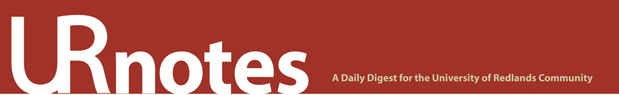 URnotes
A Daily Digest for the University of Redlands Community